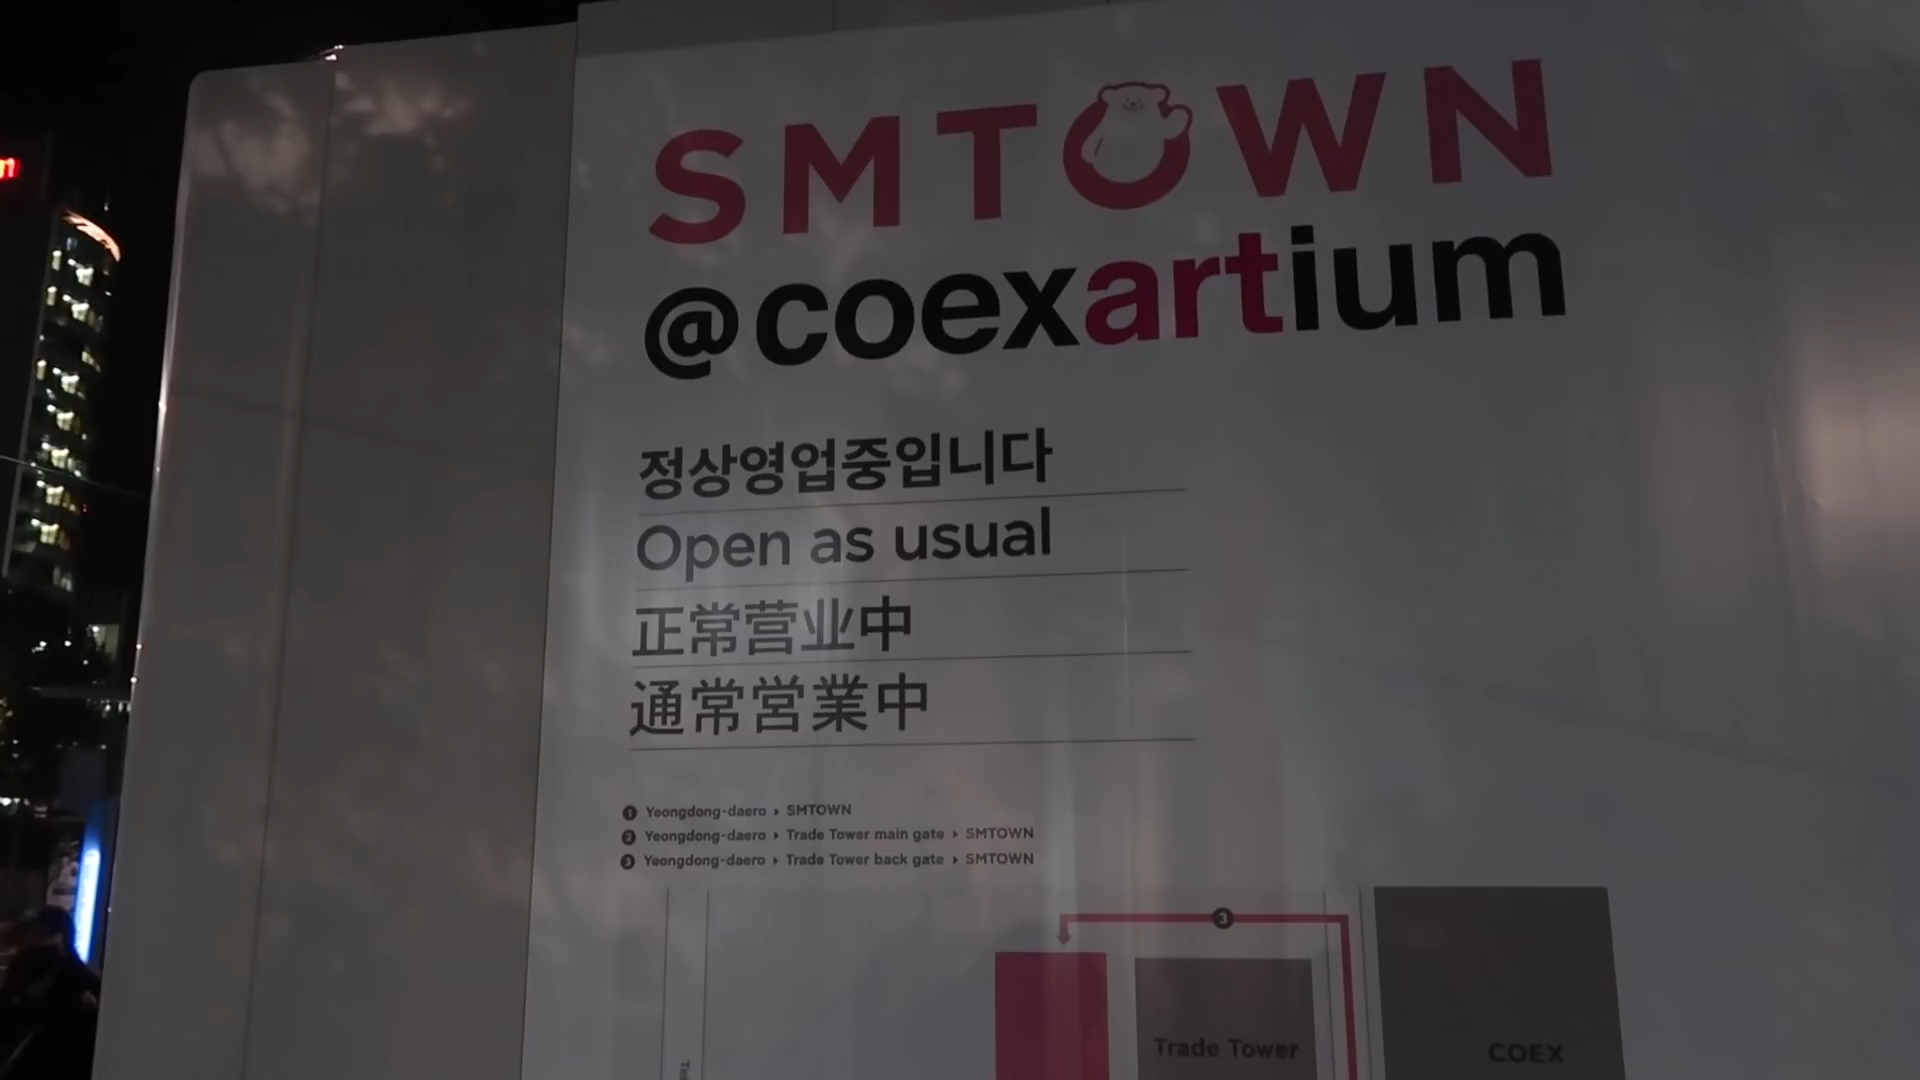 SMTOWN
@coexartium
정상영업중입니다
Open as usual
正常营业中
通常営業中
1 Yeongdong-daero ▸ SMTOWN
2 Yeongdong-daero ▸ Trade Tower main gate ▸ SMTOWN
3 Yeongdong-daero ▸ Trade Tower back gate ▸ SMTOWN
3
Trade Tower
COEX